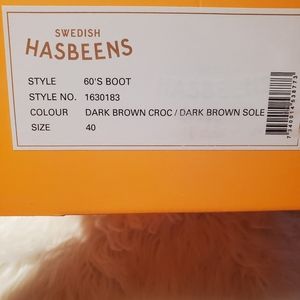 SWEDISH
HASBEENS
STYLE 60'S BOOT
STYLE NO. 1630183
COLOUR DARK BROWN CROC / DARK BROWN SOLE
SIZE 40